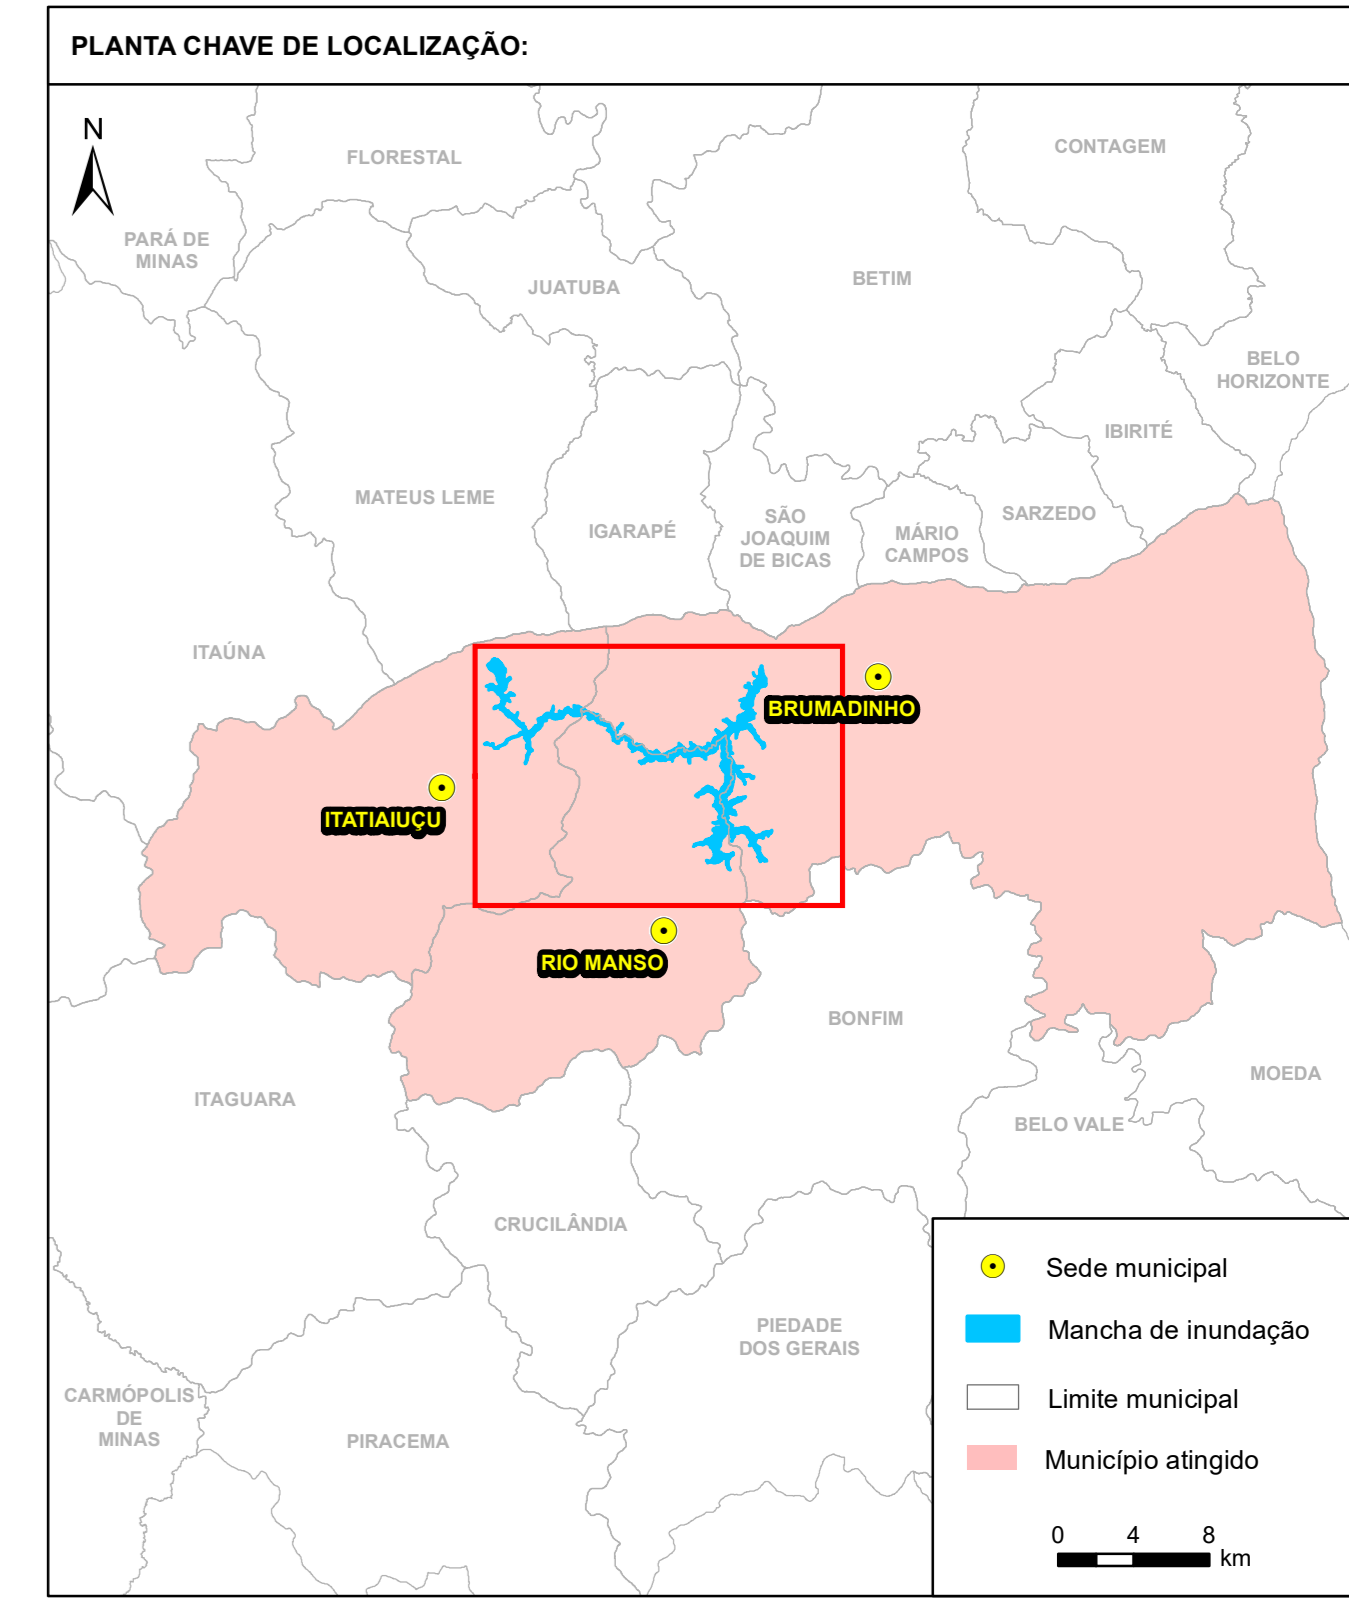 PLANTA CHAVE DE LOCALIZAÇÃO:
N
FLORESTAL
CONTAGEM
PARÁ DE
MINAS
JUATUBA
BETIM
BELO
HORIZONTE
IBIRITÉ
MATEUS LEME
IGARAPÉ
SÃO
JOAQUIM
DE BICAS
MÁRIO
CAMPOS
SARZEDO
ITAÚNA
BRUMADINHO
ITATIAIUÇU
RIO MANSO
BONFIM
MOEDA
ITAGUARA
BELO VALE
CRUCILÂNDIA
PIEDADE
DOS GERAIS
CARMÓPOLIS
DE
MINAS
PIRACEMA
Sede municipal
Mancha de inundação
Limite municipal
Município atingido
0 4 8
km